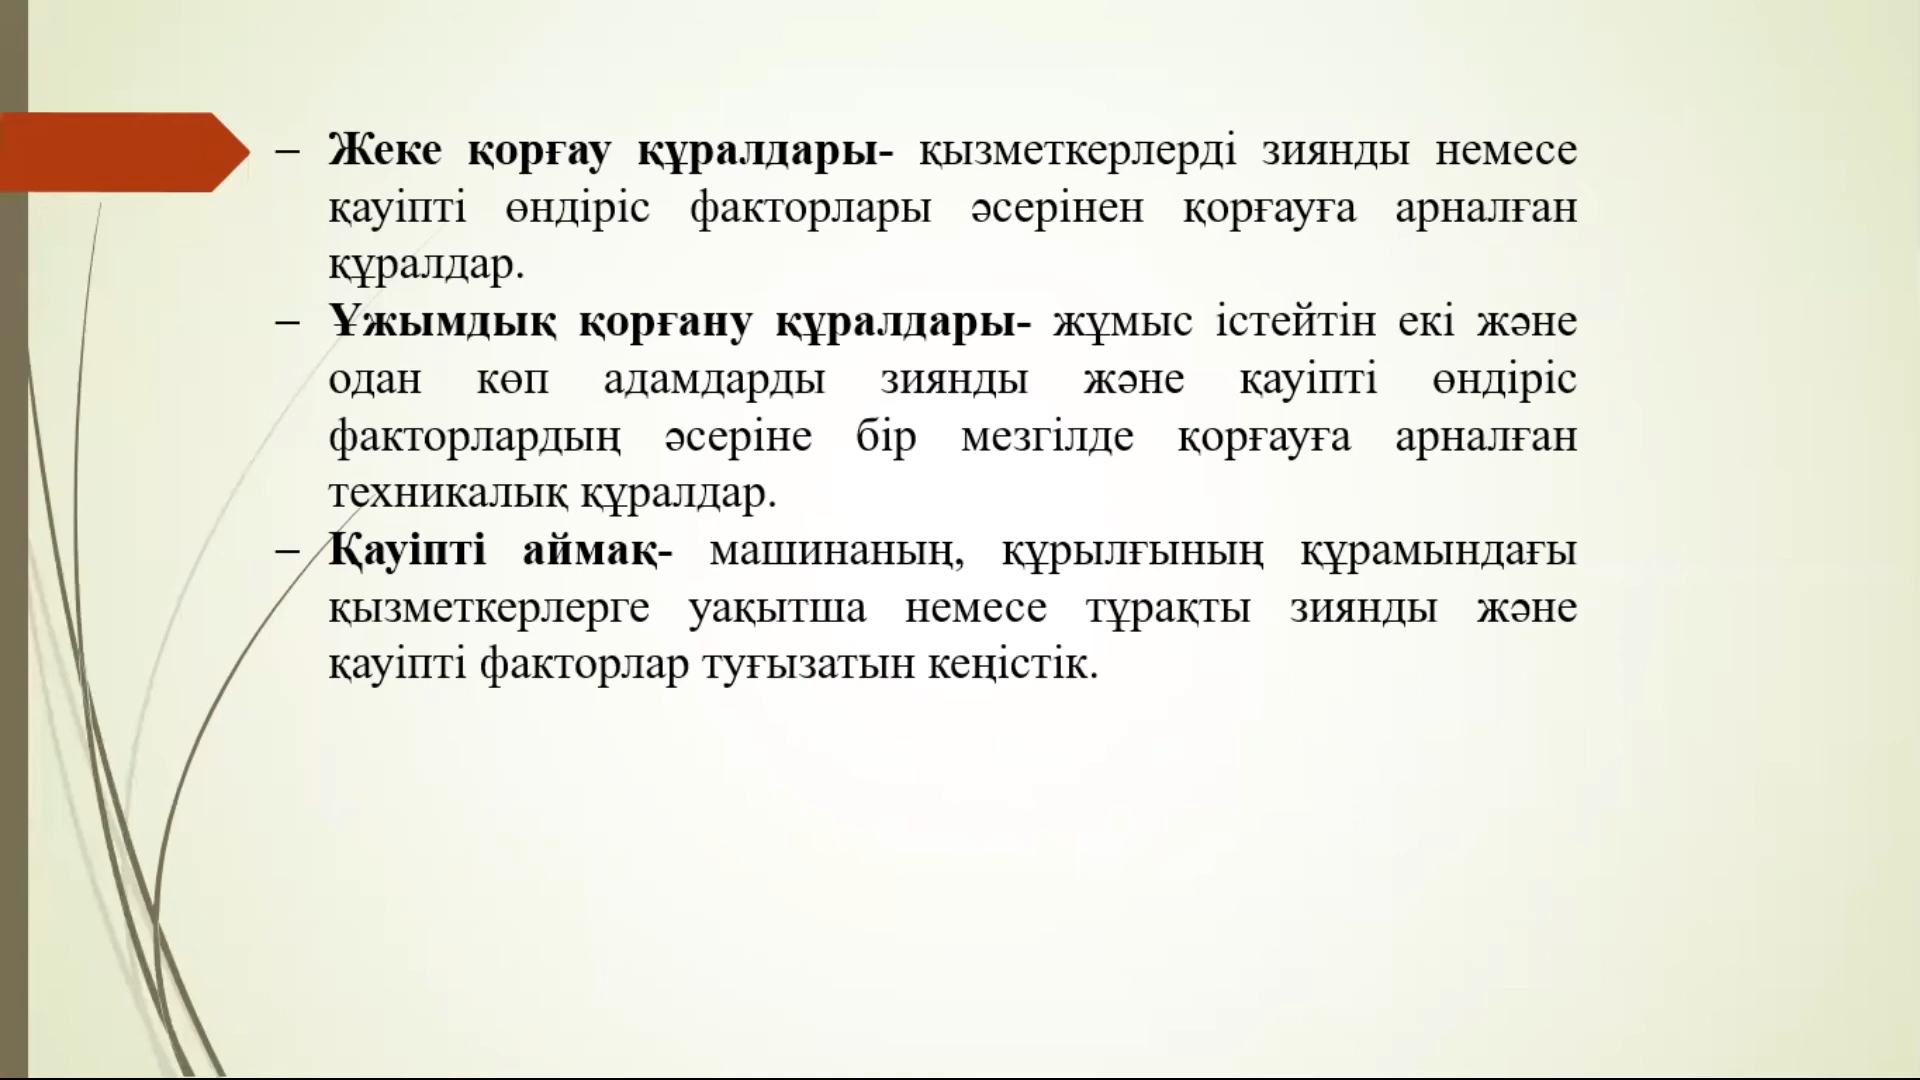 – Жеке қорғау құралдары- қызметкерлерді зиянды немесе
қауіпті өндіріс факторлары әсерінен қорғауға арналған
құралдар.
– Ұжымдық қорғану құралдары- жұмыс істейтін екі және
одан көп адамдарды зиянды және қауіпті өндіріс
факторлардың әсеріне бір мезгілде қорғауға арналған
техникалық құралдар.
– Қауіпті аймақ- машинаның, құрылғының құрамындағы
қызметкерлерге уақытша немесе тұрақты зиянды және
қауіпті факторлар туғызатын кеңістік.